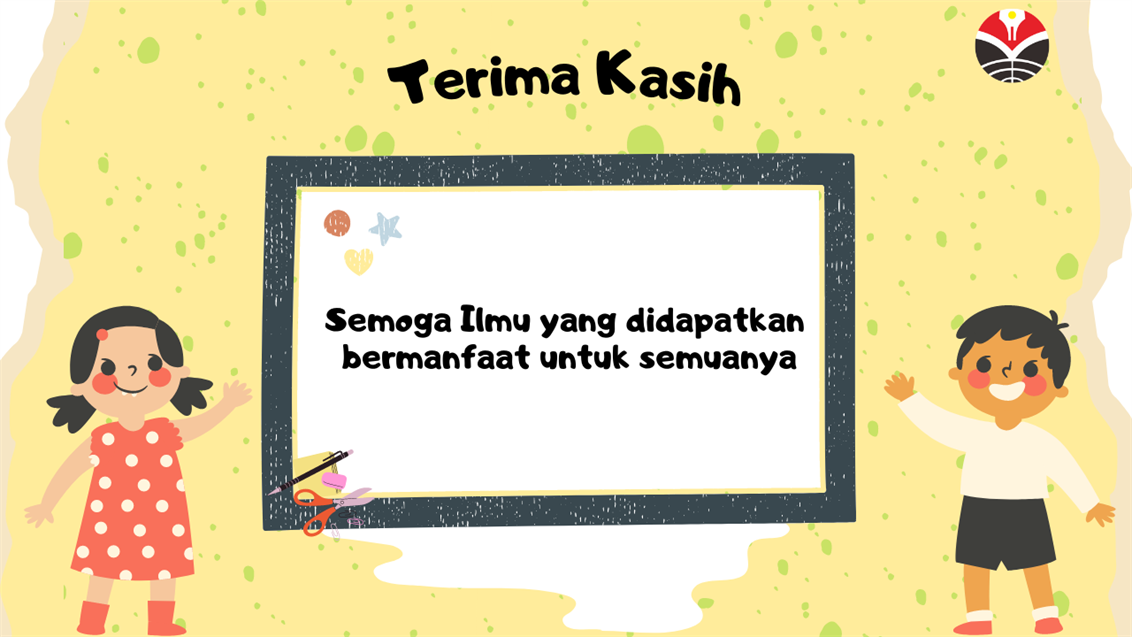 Terima Kasih
Semoga Ilmu yang didapatkan
bermanfaat untuk semuanya